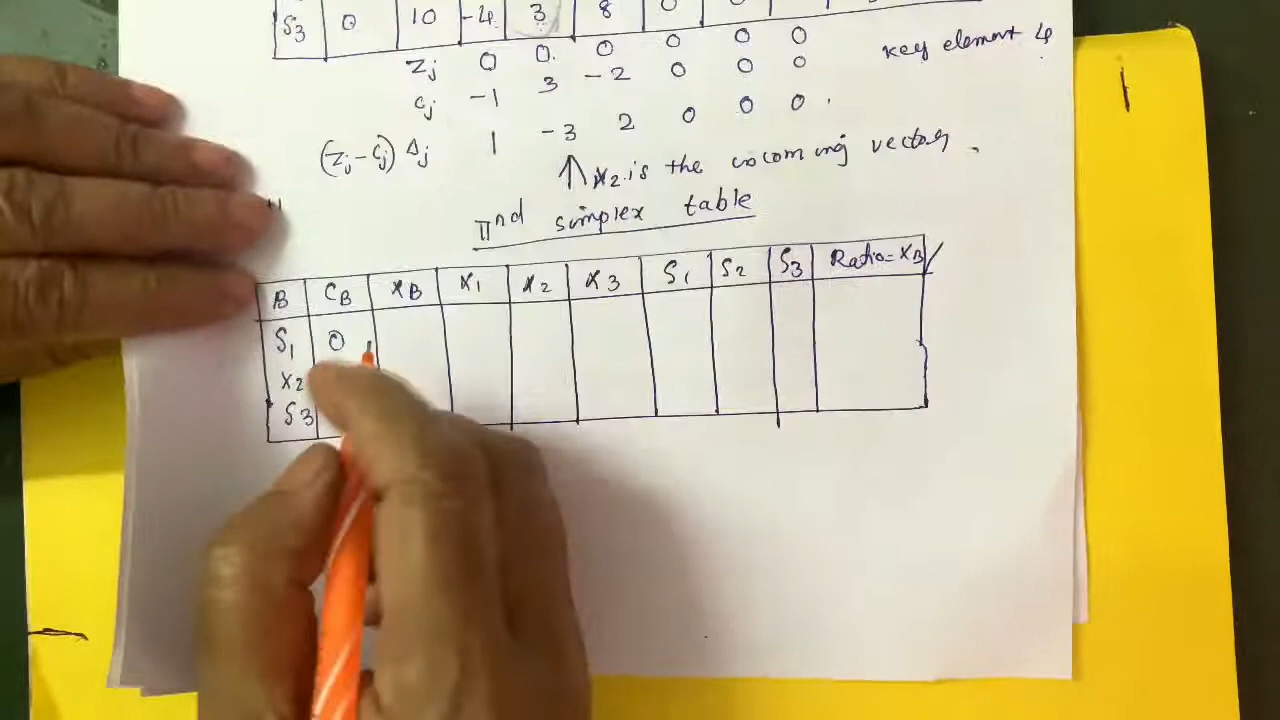 S3 0 10 -4 3 8 0
Zj 0 0. 0 0 0 0 key element 4
Cj -1 3 -2 0 0 0
(Zj-Cj) Δj 1 -3 2 0 0 0 .
↑ x2 is the incoming vector.
IInd simplex table
B CB XB X1 X2 X3 S1 S2 S3 Ratio=XB/
S1 0
X2
S3